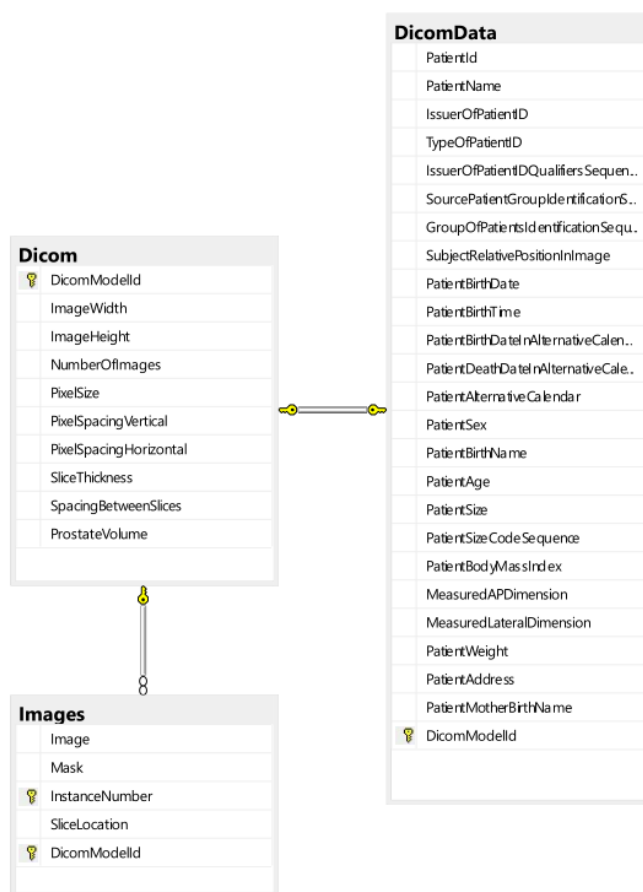 DicomData
PatientId
PatientName
IssuerOfPatientID
TypeOfPatientID
IssuerOfPatientIDQualifiersSequen...
SourcePatientGroupIdentificationS...
GroupOfPatientsIdentificationSequ...
SubjectRelativePositionInImage
PatientBirthDate
PatientBirthTime
PatientBirthDateInAlternativeCalen...
PatientDeathDateInAlternativeCale...
PatientAlternativeCalendar
PatientSex
PatientBirthName
PatientAge
PatientSize
PatientSizeCodeSequence
PatientBodyMassIndex
MeasuredAPDimension
MeasuredLateralDimension
PatientWeight
PatientAddress
PatientMotherBirthName
DicomModelId
Dicom
DicomModelId
ImageWidth
ImageHeight
NumberOfImages
PixelSize
PixelSpacingVertical
PixelSpacingHorizontal
SliceThickness
SpacingBetweenSlices
ProstateVolume
Images
Image
Mask
InstanceNumber
SliceLocation
DicomModelId